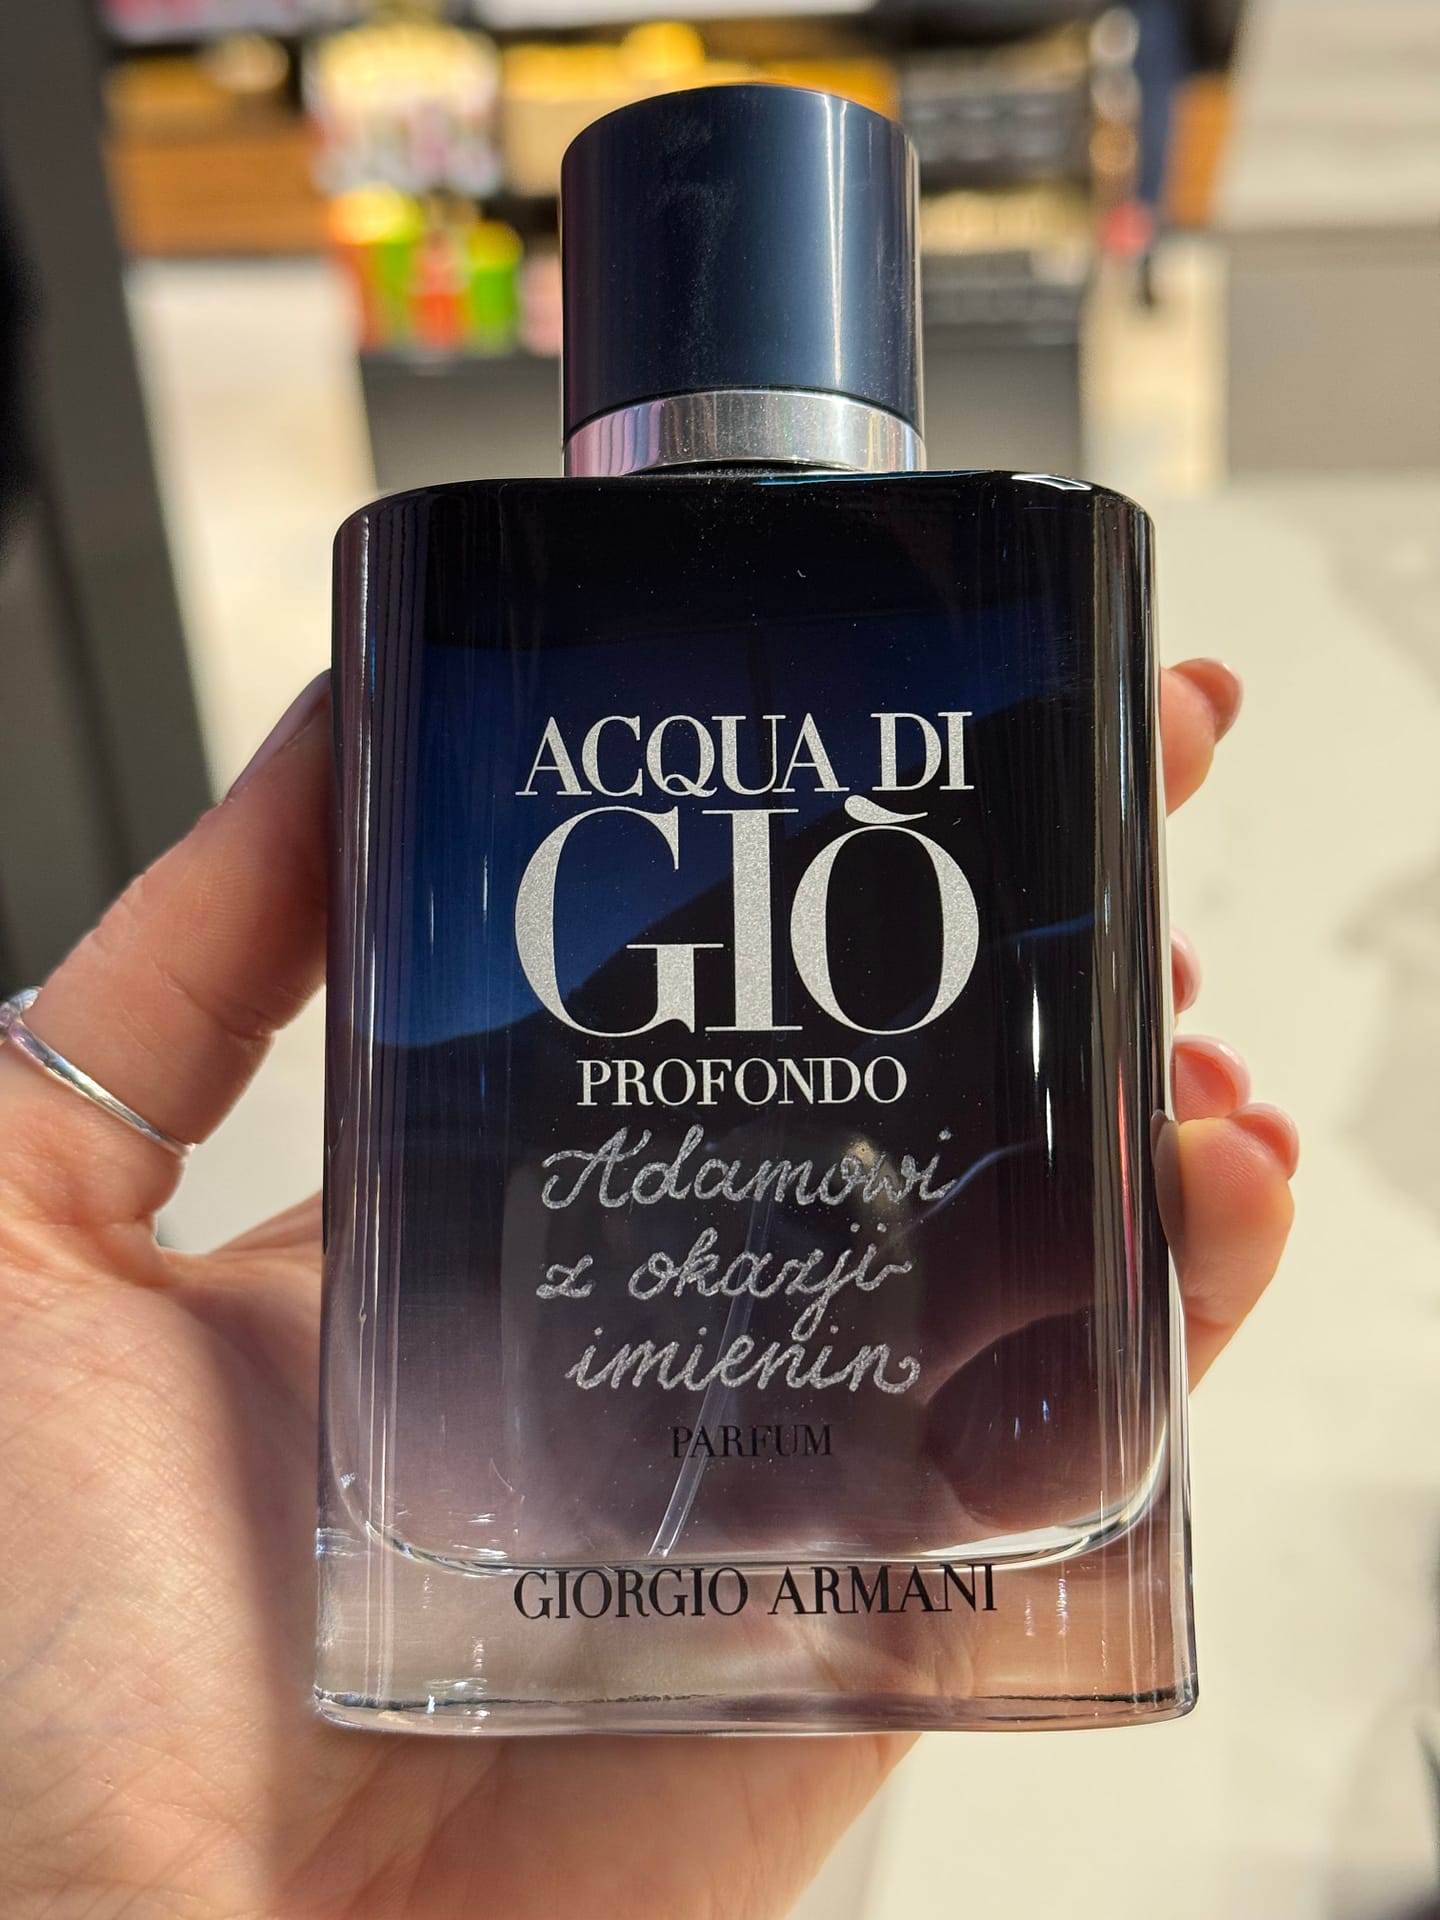 ACQUA DI
GIÒ
PROFONDO
Adamowi
z okazji
imienin
PARFUM
GIORGIO ARMANI